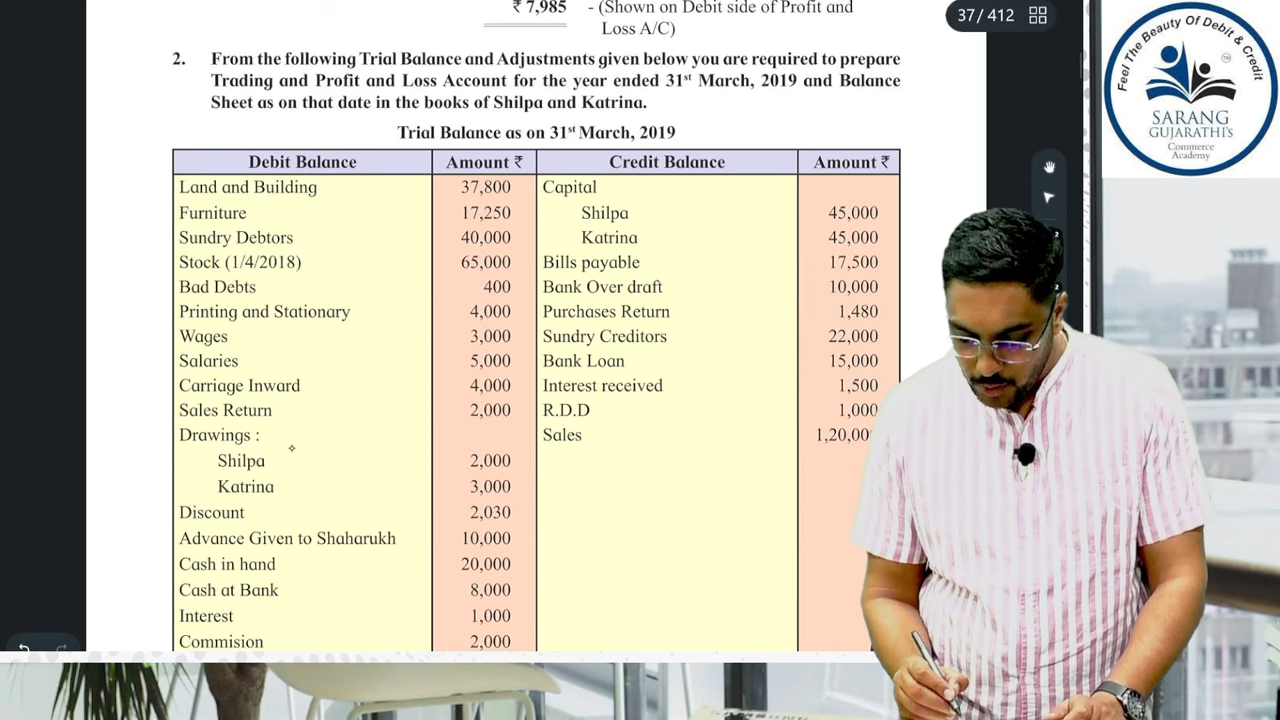 ₹ 7,985 - (Shown on Debit side of Profit and
Loss A/C)
37 / 412
2. From the following Trial Balance and Adjustments given below you are required to prepare
Trading and Profit and Loss Account for the year ended 31st March, 2019 and Balance
Sheet as on that date in the books of Shilpa and Katrina.
Trial Balance as on 31st March, 2019
Debit Balance Amount ₹ Credit Balance Amount ₹
Land and Building 37,800 Capital
Furniture 17,250 Shilpa 45,000
Sundry Debtors 40,000 Katrina 45,000
Stock (1/4/2018) 65,000 Bills payable 17,500
Bad Debts 400 Bank Over draft 10,000
Printing and Stationary 4,000 Purchases Return 1,480
Wages 3,000 Sundry Creditors 22,000
Salaries 5,000 Bank Loan 15,000
Carriage Inward 4,000 Interest received 1,500
Sales Return 2,000 R.D.D 1,000
Drawings : Sales
Shilpa 2,000
Katrina 3,000
Discount 2,030
Advance Given to Shaharukh 10,000
Cash in hand 20,000
Cash at Bank 8,000
Interest 1,000
Commision 2,000
Feel The Beauty Of Debit & Credit
TM
SARANG
GUJARATHI'S
Commerce
Academy